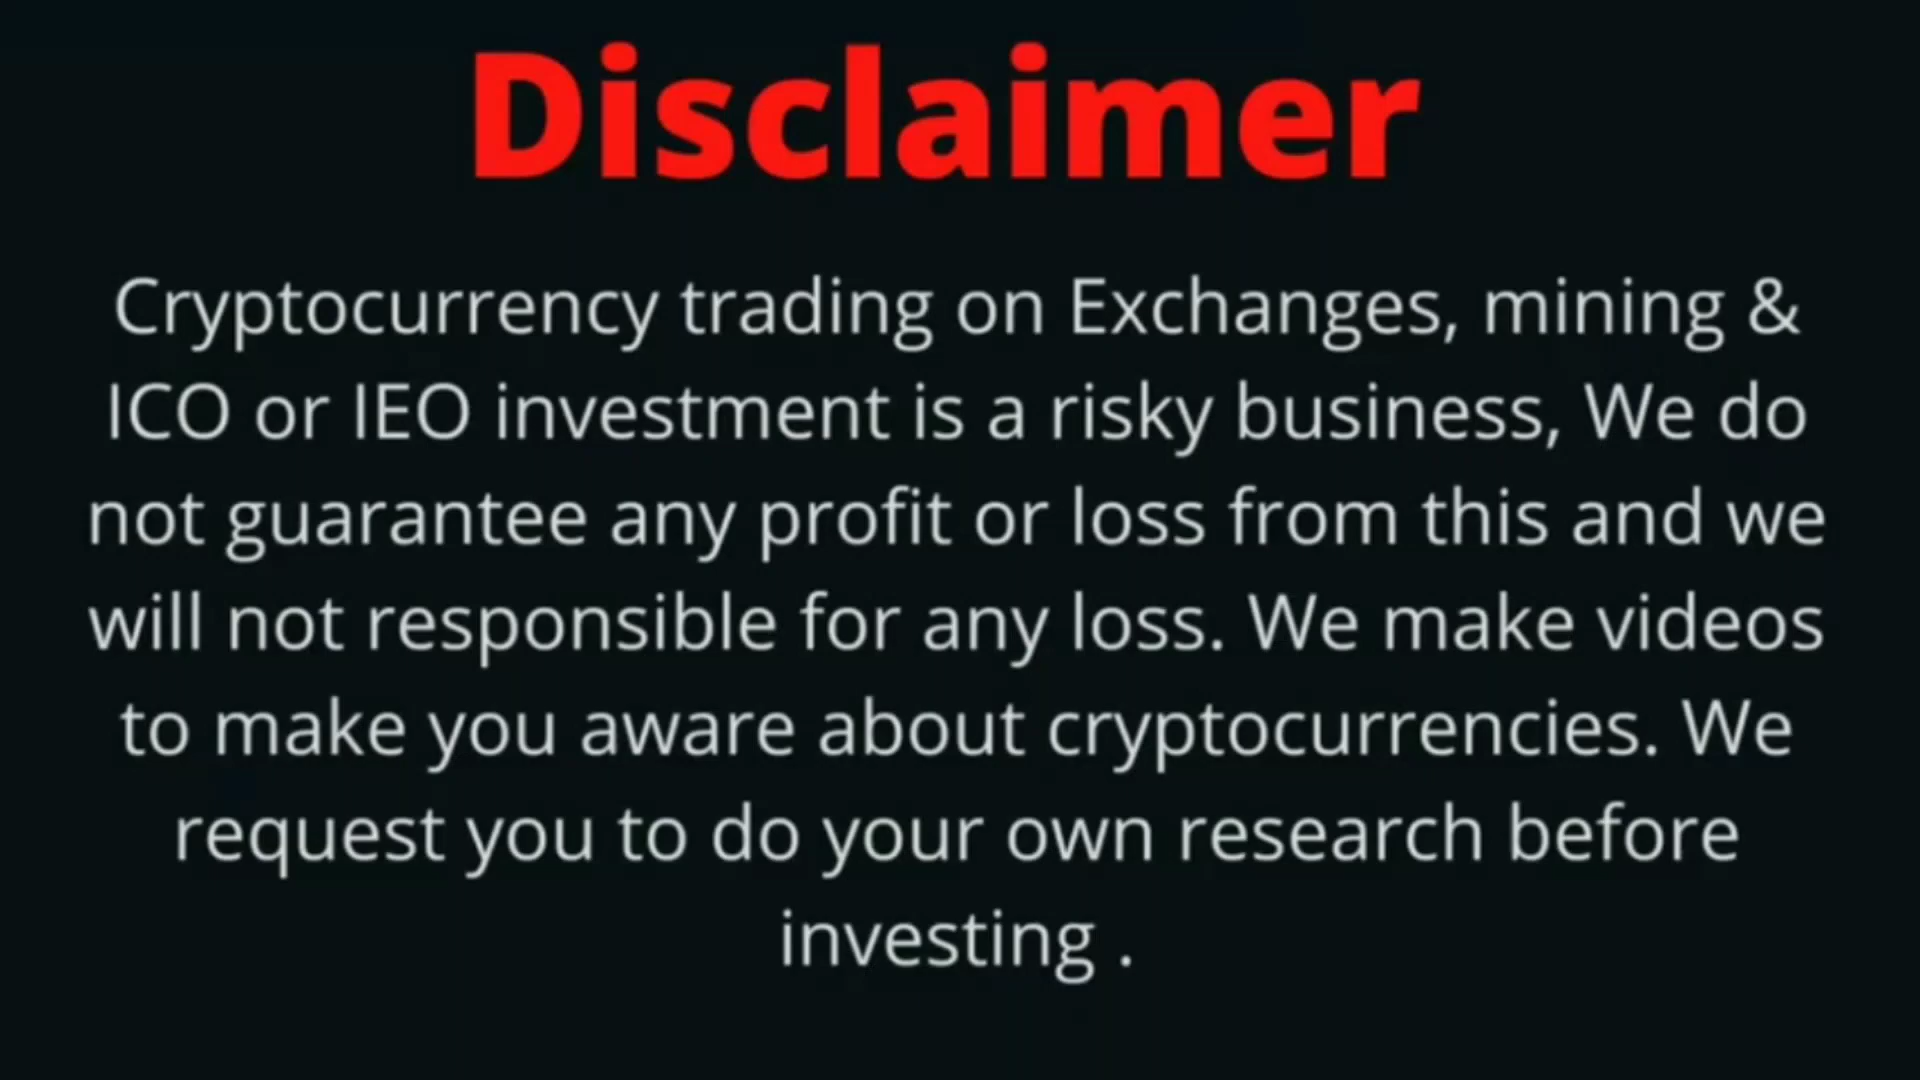 Disclaimer
Cryptocurrency trading on Exchanges, mining &
ICO or IEO investment is a risky business, We do
not guarantee any profit or loss from this and we
will not responsible for any loss. We make videos
to make you aware about cryptocurrencies. We
request you to do your own research before
investing .